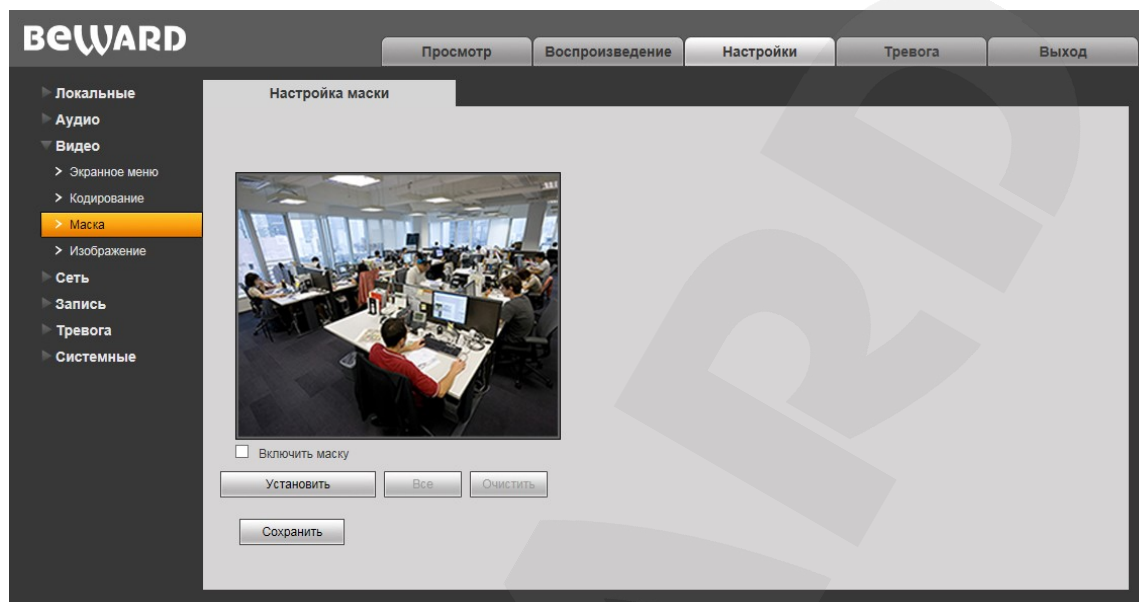 BEWARD
Просмотр
Воспроизведение
Настройки
Тревога
Выход
Локальные
Аудио
Видео
> Экранное меню
> Кодирование
> Маска
> Изображение
Сеть
Запись
Тревога
Системные
Настройка маски
Включить маску
Установить
Все
Очистить
Сохранить
ARD